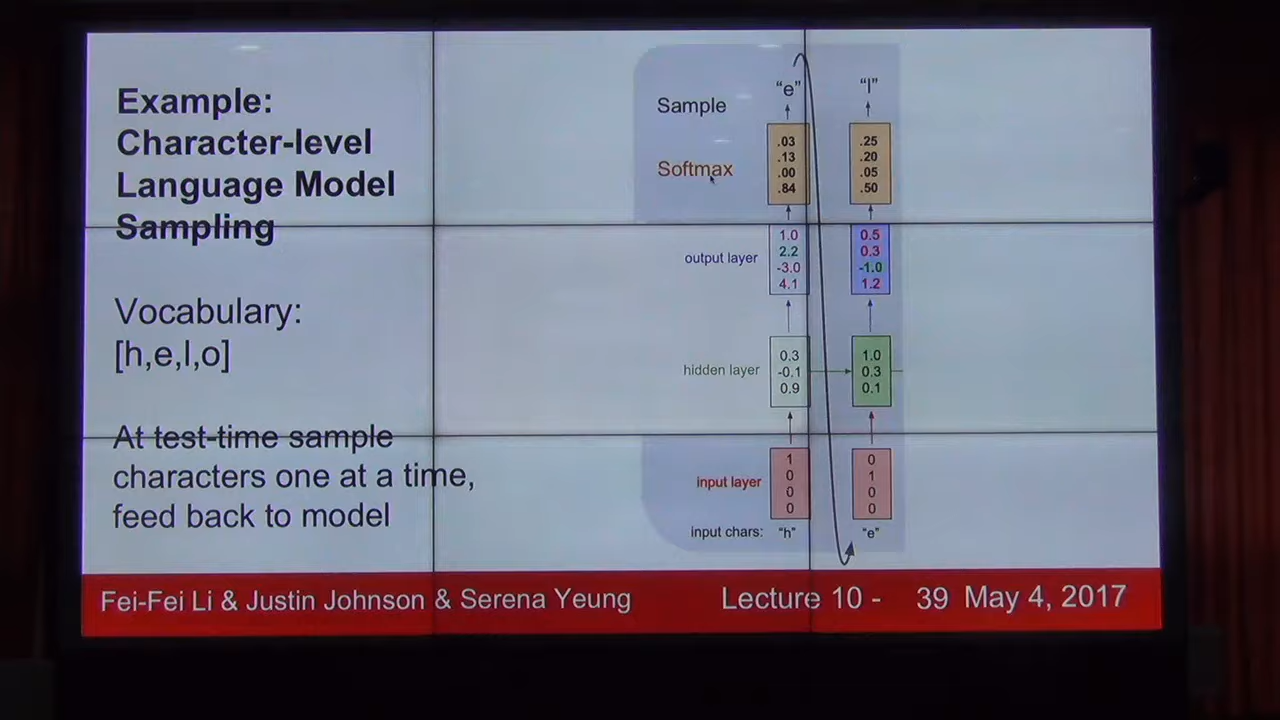 Example:
Character-level
Language Model
Sampling
Vocabulary:
[h,e,l,o]
At test-time sample
characters one at a time,
feed back to model
"e" "l"
Sample
Softmax
.03 .25
.13 .20
.00 .05
.84 .50
output layer
1.0 0.5
2.2 0.3
-3.0 -1.0
4.1 1.2
hidden layer
0.3 1.0
-0.1 0.3
0.9 0.1
input layer
1 0
0 1
0 0
0 0
input chars: "h" "e"
Fei-Fei Li & Justin Johnson & Serena Yeung Lecture 10 - 39 May 4, 2017